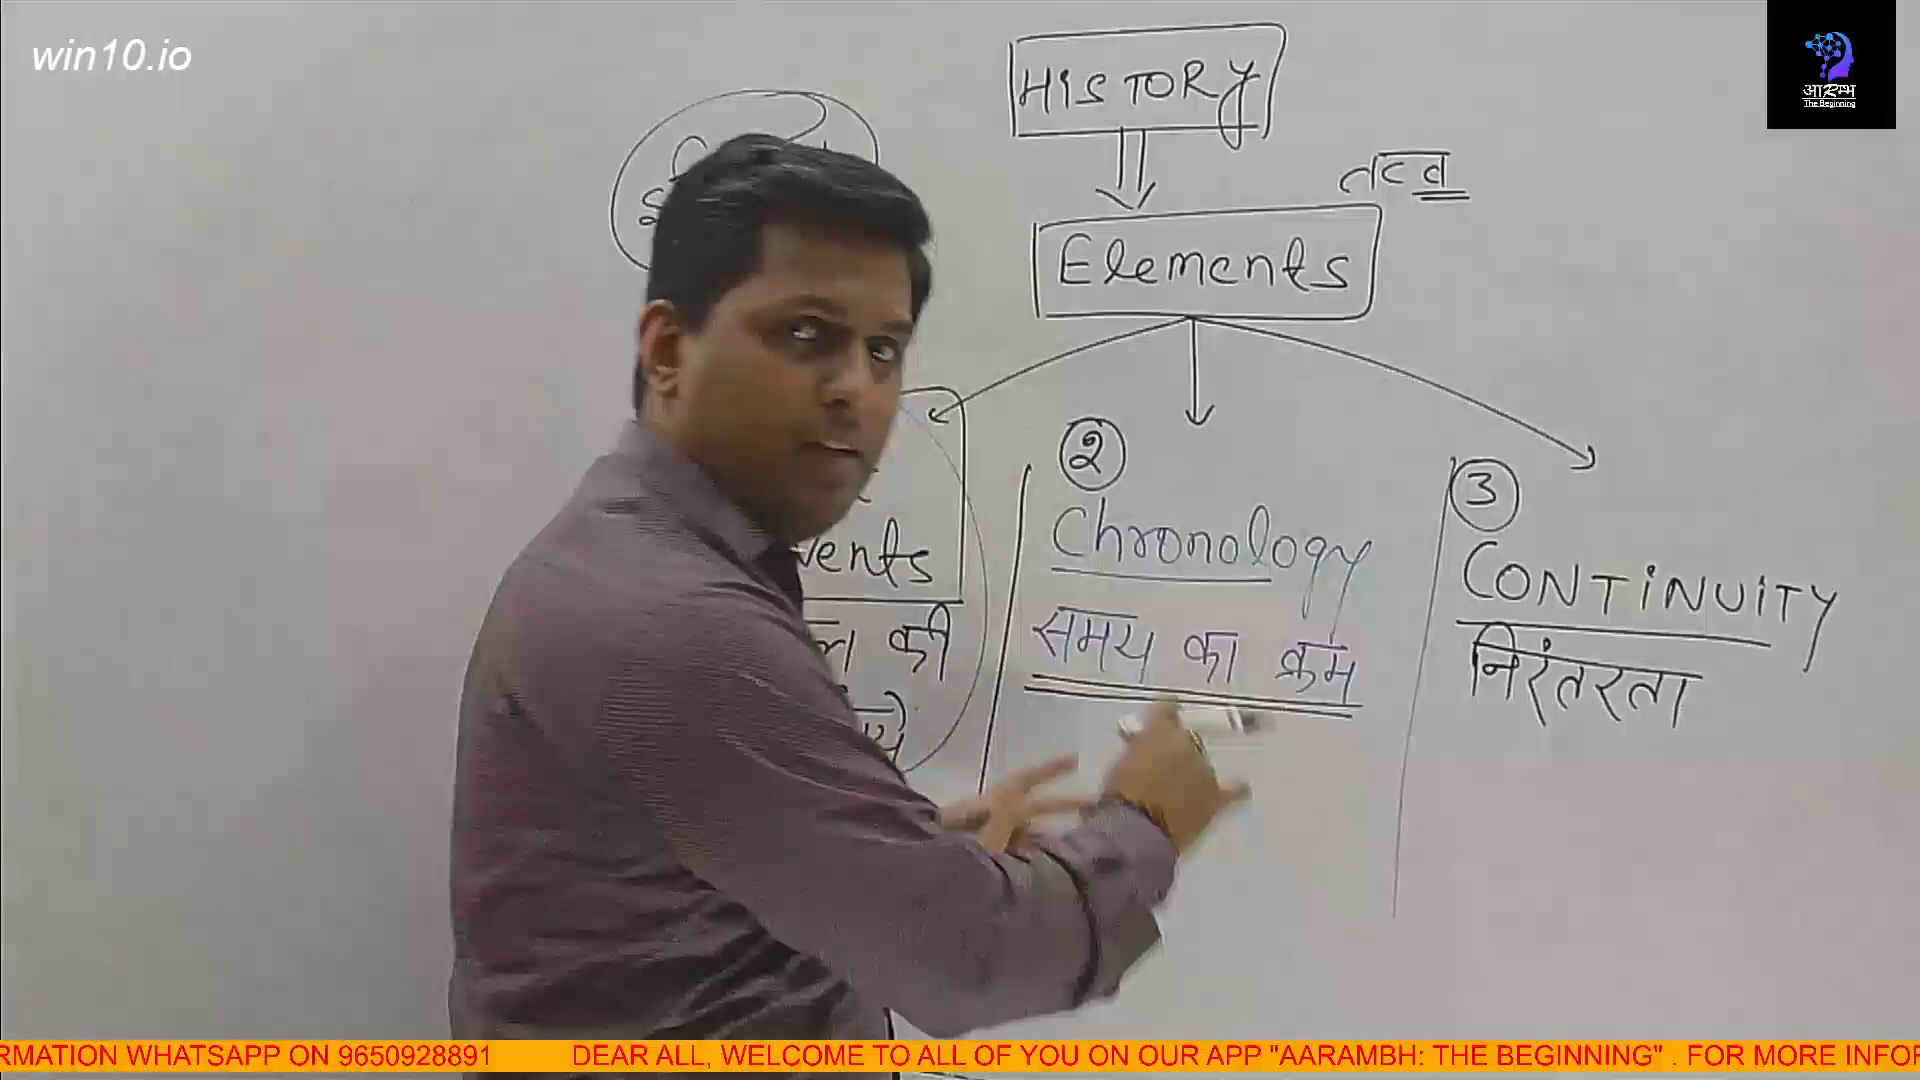 win10.io
आरम्भ
The Beginning
HISTORY
तत्व
Elements
2
Chronology
समय का क्रम
3
CONTINUITY
निरंतरता
की
RMATION WHATSAPP ON 9650928891 DEAR ALL, WELCOME TO ALL OF YOU ON OUR APP "AARAMBH: THE BEGINNING" . FOR MORE INFOR